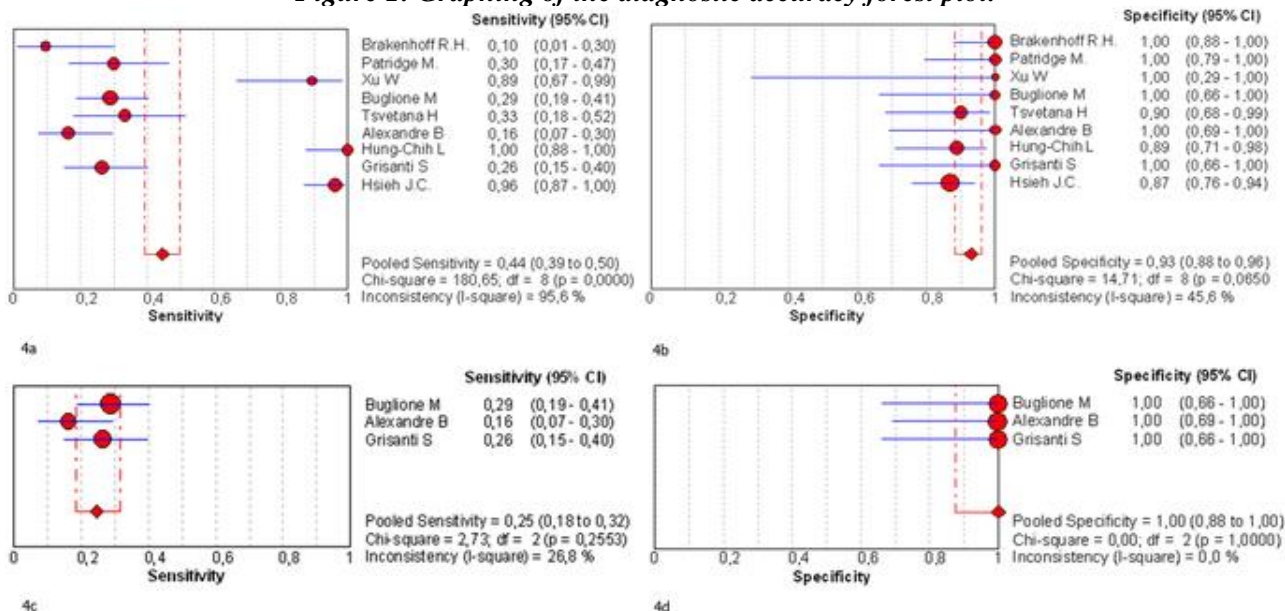 Figure 1: Graphing of the diagnostic accuracy forest plot.
Sensitivity (95% CI)
Brakenhoff R.H. 0,10 (0,01 - 0,30)
Patridge M. 0,30 (0,17 - 0,47)
Xu W 0,89 (0,67 - 0,99)
Buglione M 0,29 (0,19 - 0,41)
Tsvetana H 0,33 (0,18 - 0,52)
Alexandre B 0,16 (0,07 - 0,30)
Hung-Chih L 1,00 (0,88 - 1,00)
Grisanti S 0,26 (0,15 - 0,40)
Hsieh J.C. 0,96 (0,87 - 1,00)
Pooled Sensitivity = 0,44 (0,39 to 0,50)
Chi-square = 180,65; df = 8 (p = 0,0000)
Inconsistency (I-square) = 95,6 %
0 0,2 0,4 0,6 0,8 1
Sensitivity
4a
Specificity (95% CI)
Brakenhoff R.H. 1,00 (0,88 - 1,00)
Patridge M. 1,00 (0,79 - 1,00)
Xu W 1,00 (0,29 - 1,00)
Buglione M 1,00 (0,66 - 1,00)
Tsvetana H 0,90 (0,68 - 0,99)
Alexandre B 1,00 (0,69 - 1,00)
Hung-Chih L 0,89 (0,71 - 0,98)
Grisanti S 1,00 (0,66 - 1,00)
Hsieh J.C. 0,87 (0,76 - 0,94)
Pooled Specificity = 0,93 (0,88 to 0,96)
Chi-square = 14,71; df = 8 (p = 0,0650
Inconsistency (I-square) = 45,6 %
0 0,2 0,4 0,6 0,8 1
Specificity
4b
Sensitivity (95% CI)
Buglione M 0,29 (0,19 - 0,41)
Alexandre B 0,16 (0,07 - 0,30)
Grisanti S 0,26 (0,15 - 0,40)
Pooled Sensitivity = 0,25 (0,18 to 0,32)
Chi-square = 2,73; df = 2 (p = 0,2553)
Inconsistency (I-square) = 26,8 %
0 0,2 0,4 0,6 0,8 1
Sensitivity
4c
Specificity (95% CI)
Buglione M 1,00 (0,66 - 1,00)
Alexandre B 1,00 (0,69 - 1,00)
Grisanti S 1,00 (0,66 - 1,00)
Pooled Specificity = 1,00 (0,88 to 1,00)
Chi-square = 0,00; df = 2 (p = 1,0000)
Inconsistency (I-square) = 0,0 %
0 0,2 0,4 0,6 0,8 1
Specificity
4d